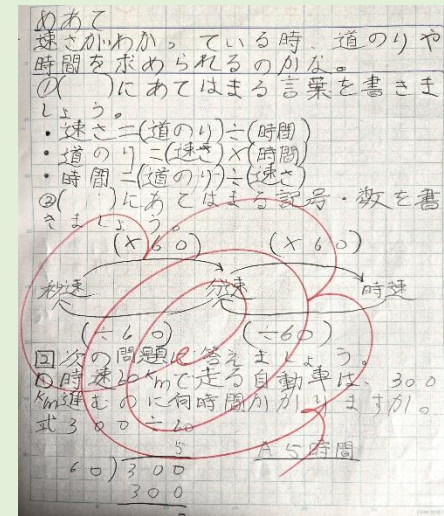 めあて
速さがわかっている時、道のりや
時間を求められるのかな。
①( )にあてはまる言葉を書きま
しょう。
・速さ=(道のり)÷(時間)
・道のり=(速さ)×(時間)
・時間=(道のり)÷(速さ)
②( )にあてはまる記号・数を書
きましょう。
(×60) (×60)
秒速 分速 時速
(÷60) (÷60)
回次の問題に答えましょう。
①時速60kmで走る自動車は、300
km進むのに何時間かかりますか。
式300÷60
5 A5時間
60)300
300